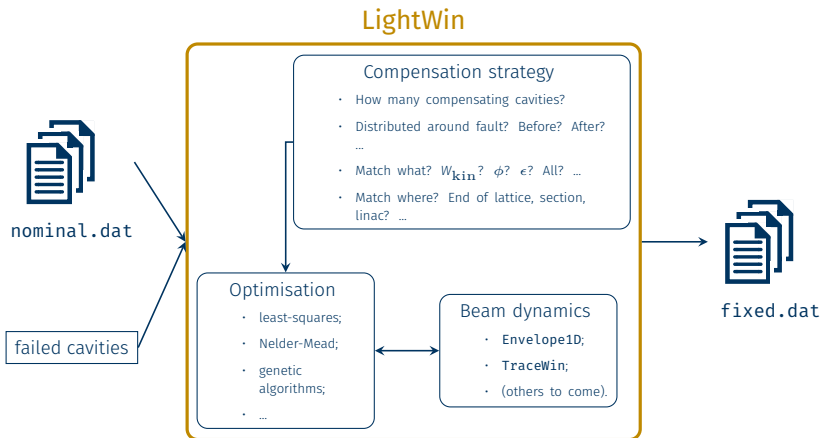 LightWin
Compensation strategy
· How many compensating cavities?
· Distributed around fault? Before? After?
...
· Match what? W_kin? ϕ? ϵ? All? ...
· Match where? End of lattice, section,
linac? ...
nominal.dat
failed cavities
Optimisation
· least-squares;
· Nelder-Mead;
· genetic
algorithms;
· ...
Beam dynamics
· Envelope1D;
· TraceWin;
· (others to come).
fixed.dat